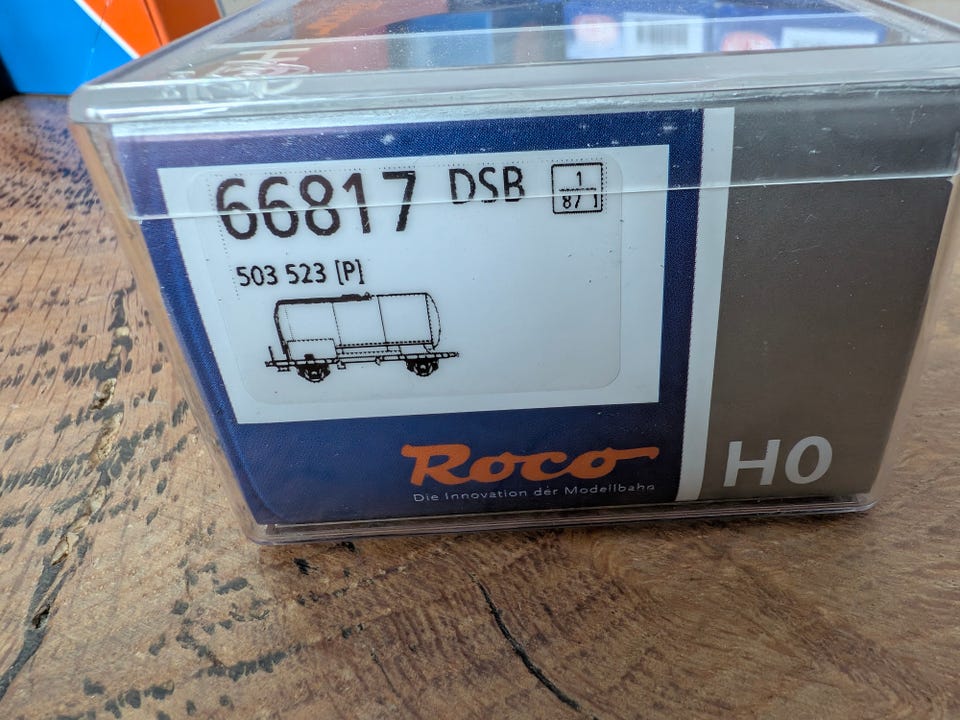 66817 DSB 1
87
503 523 [P]
Roco
Die Innovation der Modellbahn
H0